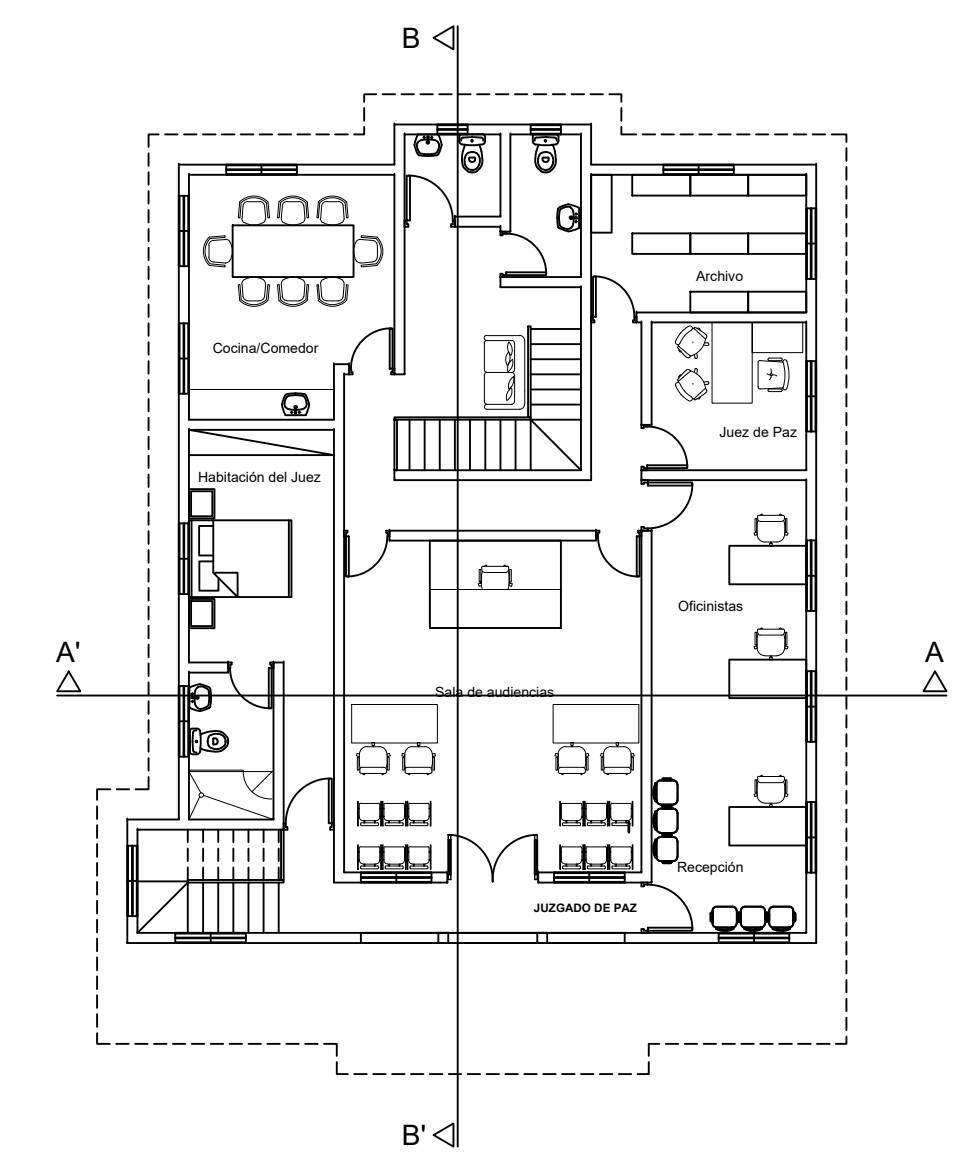 B
Archivo
Cocina/Comedor
Juez de Paz
Habitación del Juez
Oficinistas
A'
A
Sala de audiencias
Recepción
JUZGADO DE PAZ
B'